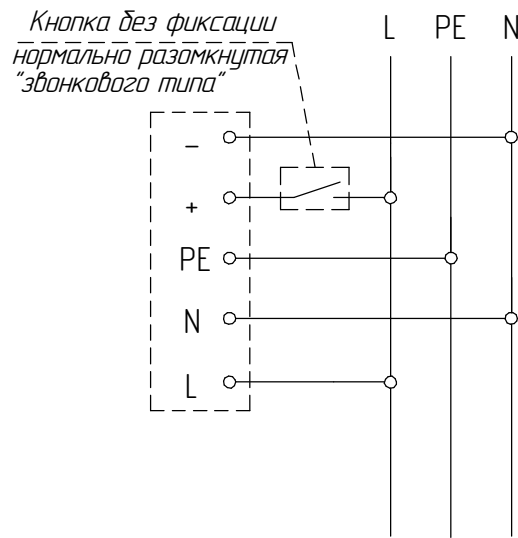 Кнопка без фиксации
нормально разомкнутая
"звонкового типа"
L PE N
–
+
PE
N
L